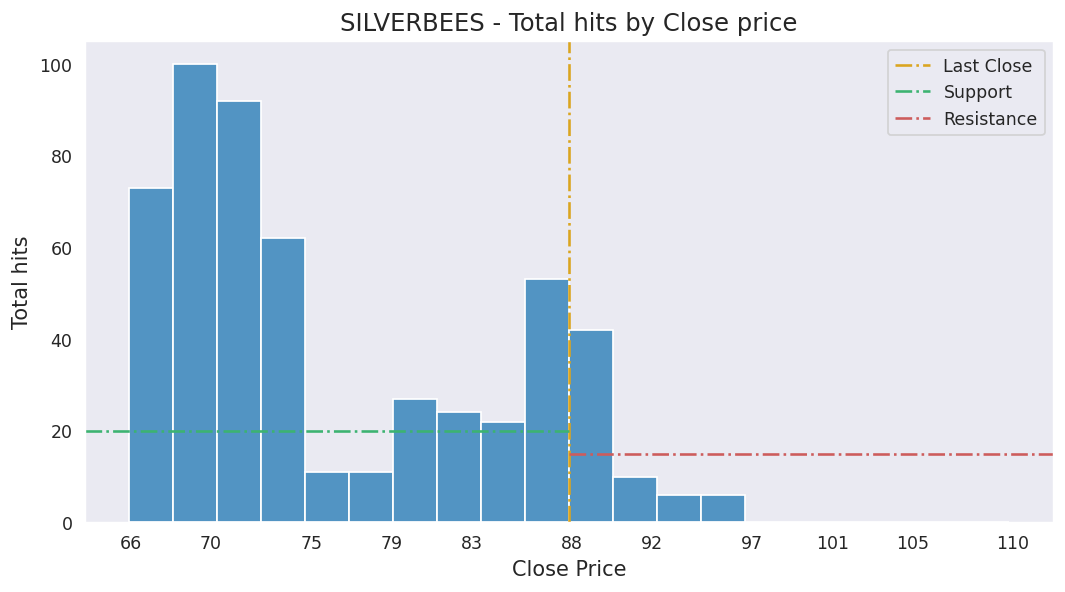 SILVERBEES - Total hits by Close price
Last Close
Support
Resistance
Total hits
100
80
60
40
20
0
66 70 75 79 83 88 92 97 101 105 110
Close Price